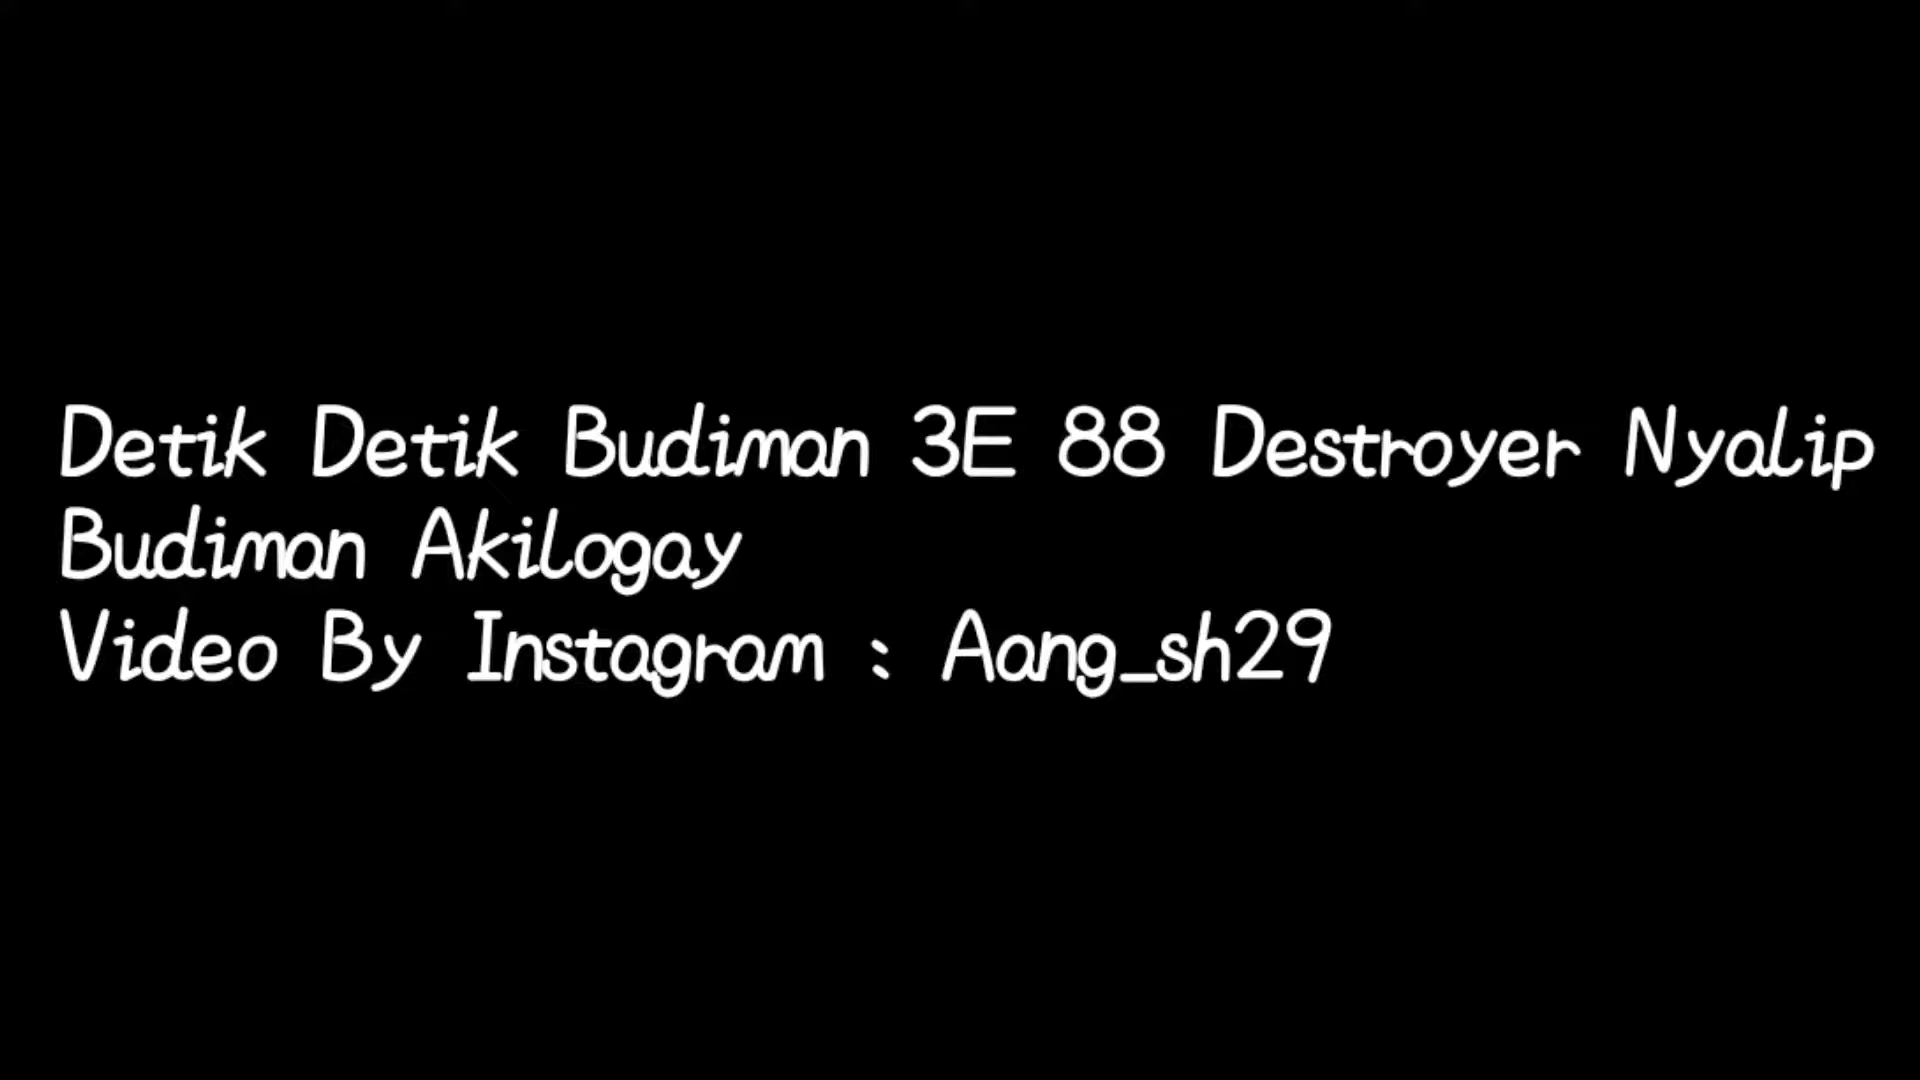 Detik Detik Budiman 3E 88 Destroyer Nyalip
Budiman Akilogay
Video By Instagram : Aang_sh29